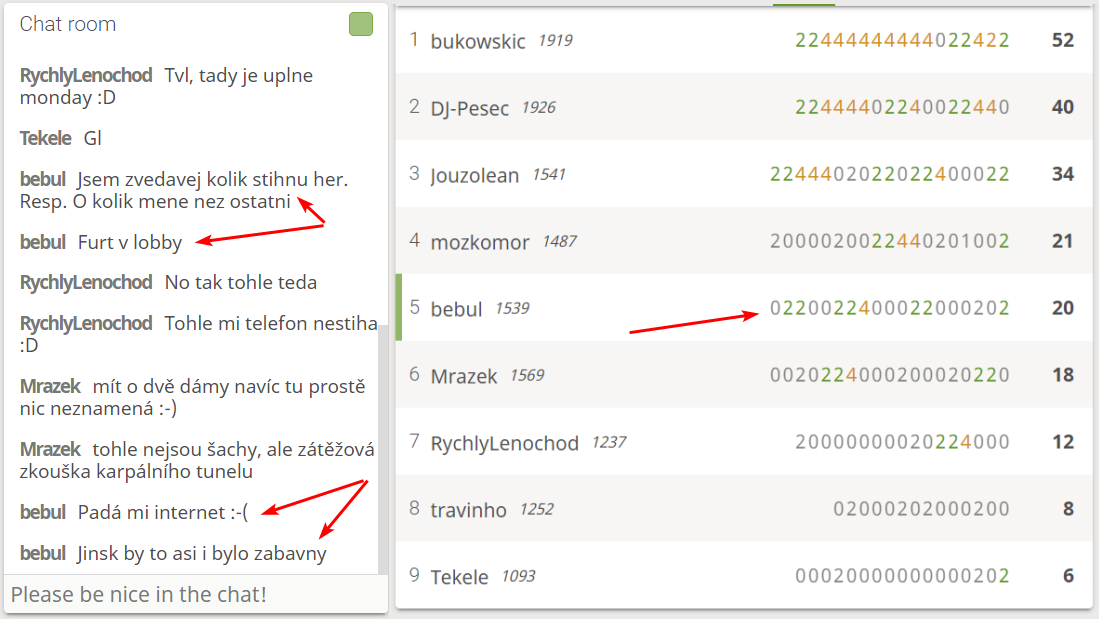 Chat room
RychlyLenochod Tvl, tady je uplne
monday :D
Tekele Gl
bebul Jsem zvedavej kolik stihnu her.
Resp. O kolik mene nez ostatni
bebul Furt v lobby
RychlyLenochod No tak tohle teda
RychlyLenochod Tohle mi telefon nestiha
:D
Mrazek mít o dvě dámy navíc tu prostě
nic neznamená :-)
Mrazek tohle nejsou šachy, ale zátěžová
zkouška karpálního tunelu
bebul Padá mi internet :-(
bebul Jinsk by to asi i bylo zabavny
Please be nice in the chat!
1 bukowskic 1919 22444444444022422 52
2 DJ-Pesec 1926 22444402240022440 40
3 Jouzolean 1541 2244402022022400022 34
4 mozkomor 1487 2000020022440201002 21
5 bebul 1539 0220022400022000202 20
6 Mrazek 1569 0020224000200020220 18
7 RychlyLenochod 1237 20000000020224000 12
8 travinho 1252 02000202000200 8
9 Tekele 1093 00020000000000202 6